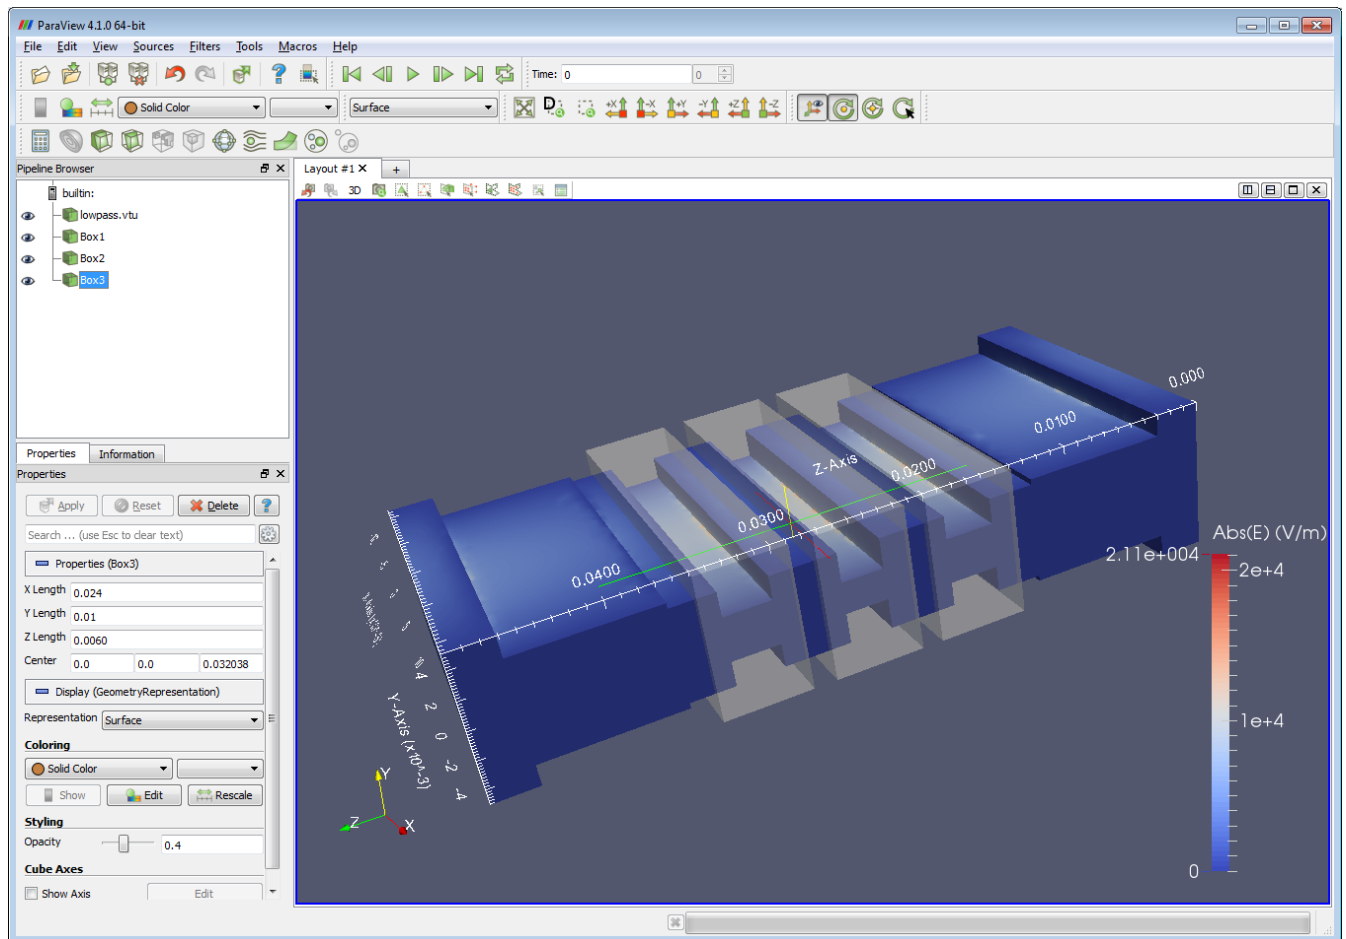 ParaView 4.1.0 64-bit
File Edit View Sources Filters Tools Macros Help
Time: 0 0
Solid Color Surface
+X -X +Y -Y +Z -Z
Pipeline Browser
Layout #1 X +
3D
builtin:
lowpass.vtu
Box1
Box2
Box3
Properties Information
Properties
Apply Reset Delete ?
Search ... (use Esc to clear text)
Properties (Box3)
X Length 0.024
Y Length 0.01
Z Length 0.0060
Center 0.0 0.0 0.032038
Display (GeometryRepresentation)
Representation Surface
Coloring
Solid Color
Show Edit Rescale
Styling
Opacity 0.4
Cube Axes
Show Axis Edit
0.000
0.0100
Z-Axis
0.0200
0.0300
0.0400
4
2
0
-2
-4
Y-Axis (x10^-3)
Y
Z
X
Abs(E) (V/m)
2.11e+004
2e+4
1e+4
0